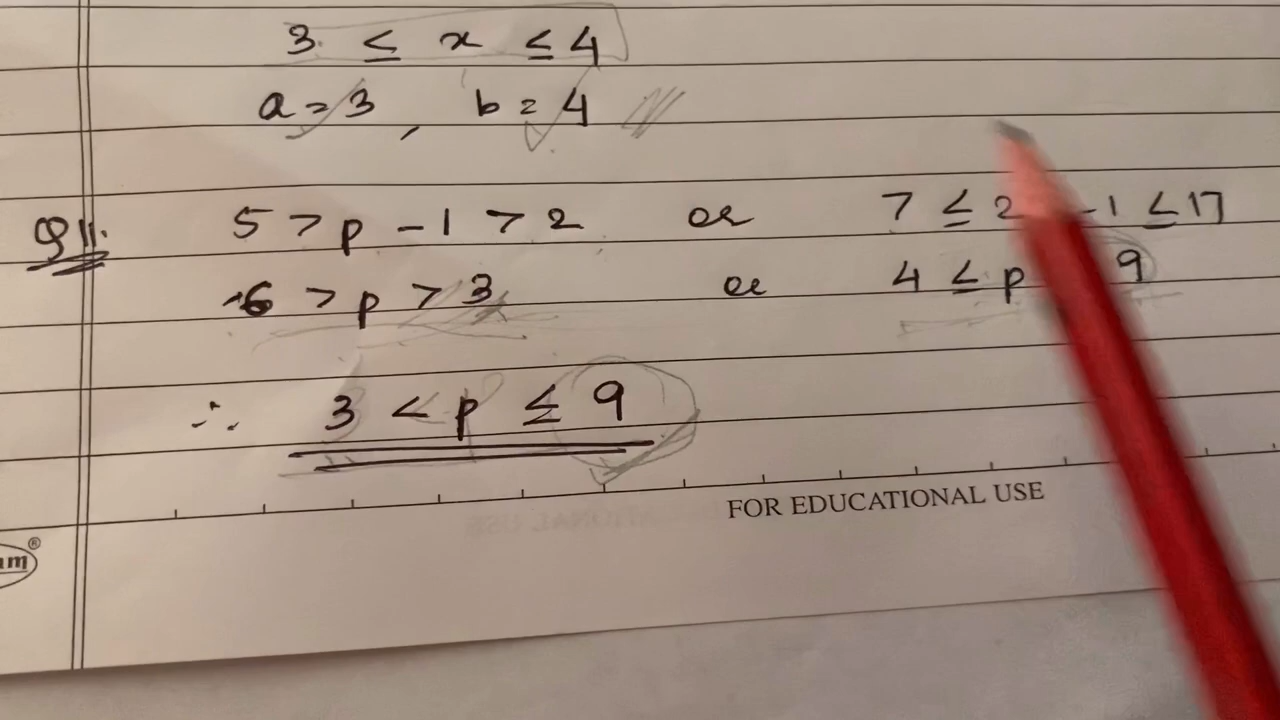 3 ≤ x ≤ 4
a = 3, b = 4
Q11. 5 > p - 1 > 2 or 7 ≤ 2 -1 ≤ 17
6 > p > 3 or 4 ≤ p 9
∴ 3 < p ≤ 9
FOR EDUCATIONAL USE